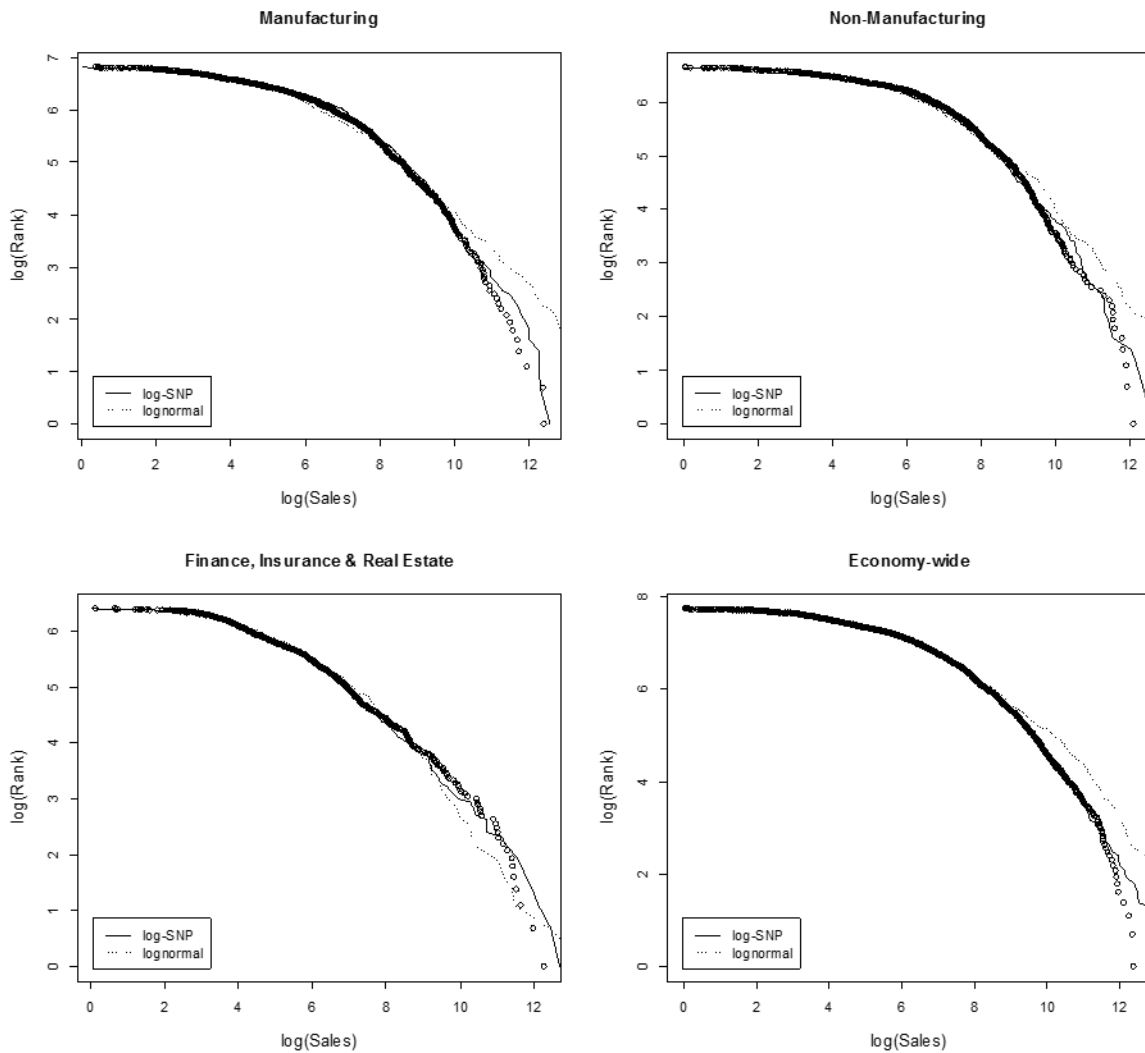 Manufacturing
log(Rank)
7
6
5
4
3
2
1
0
log-SNP
lognormal
0 2 4 6 8 10 12
log(Sales)
Non-Manufacturing
log(Rank)
6
5
4
3
2
1
0
log-SNP
lognormal
0 2 4 6 8 10 12
log(Sales)
Finance, Insurance & Real Estate
log(Rank)
6
5
4
3
2
1
0
log-SNP
lognormal
0 2 4 6 8 10 12
log(Sales)
Economy-wide
log(Rank)
8
6
4
2
0
log-SNP
lognormal
0 2 4 6 8 10 12
log(Sales)